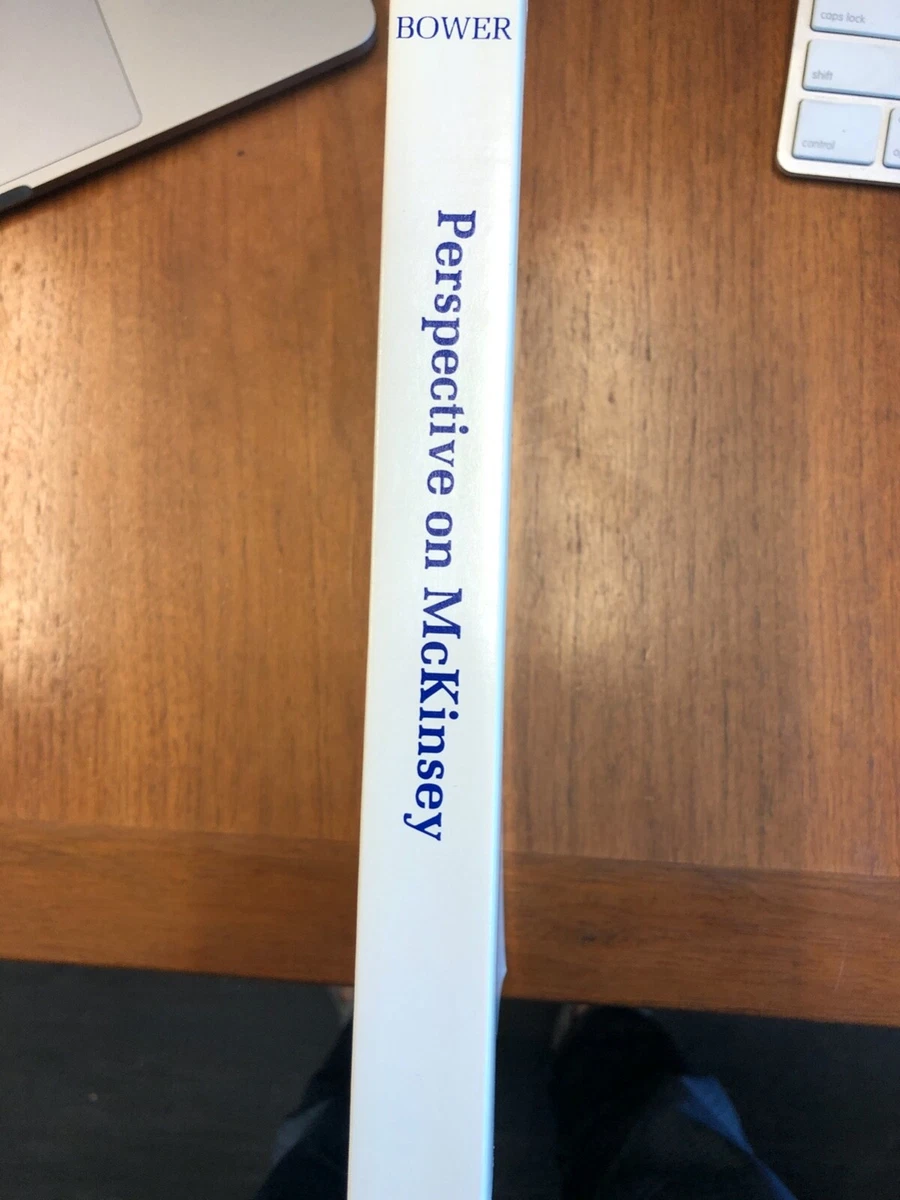 BOWER
Perspective on McKinsey
caps lock
shift
control